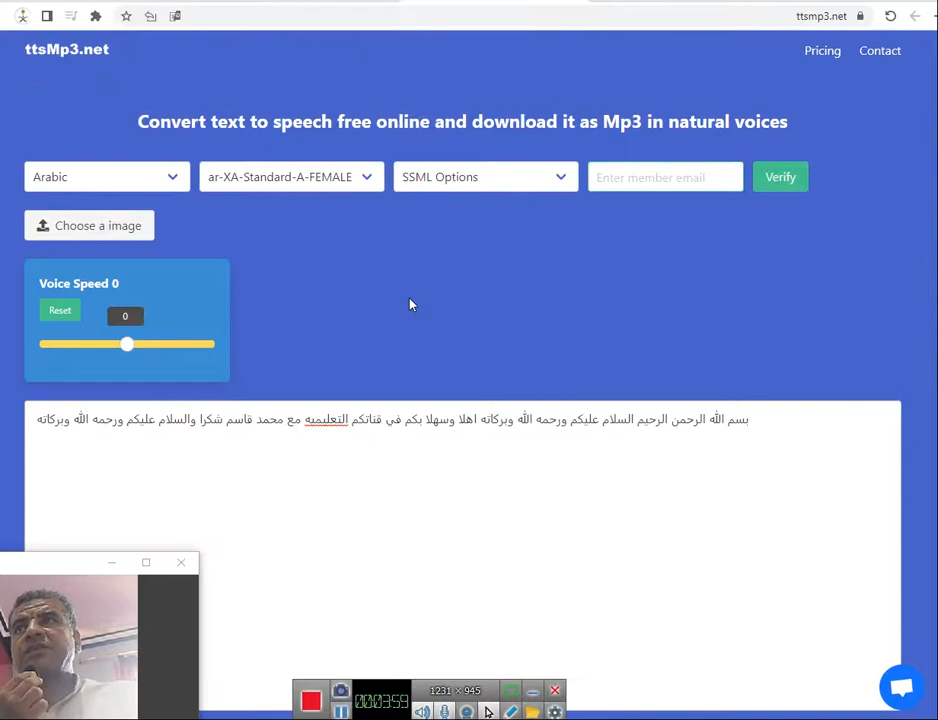 ttsmp3.net
ttsMp3.net
Pricing
Contact
Convert text to speech free online and download it as Mp3 in natural voices
Arabic
ar-XA-Standard-A-FEMALE
SSML Options
Enter member email
Verify
Choose a image
Voice Speed 0
Reset
0
بسم الله الرحمن الرحيم السلام عليكم ورحمه الله وبركاته اهلا وسهلا بكم في قناتكم التعليميه مع محمد قاسم شكرا والسلام عليكم ورحمه الله وبركاته
1231 × 945
00:03:59